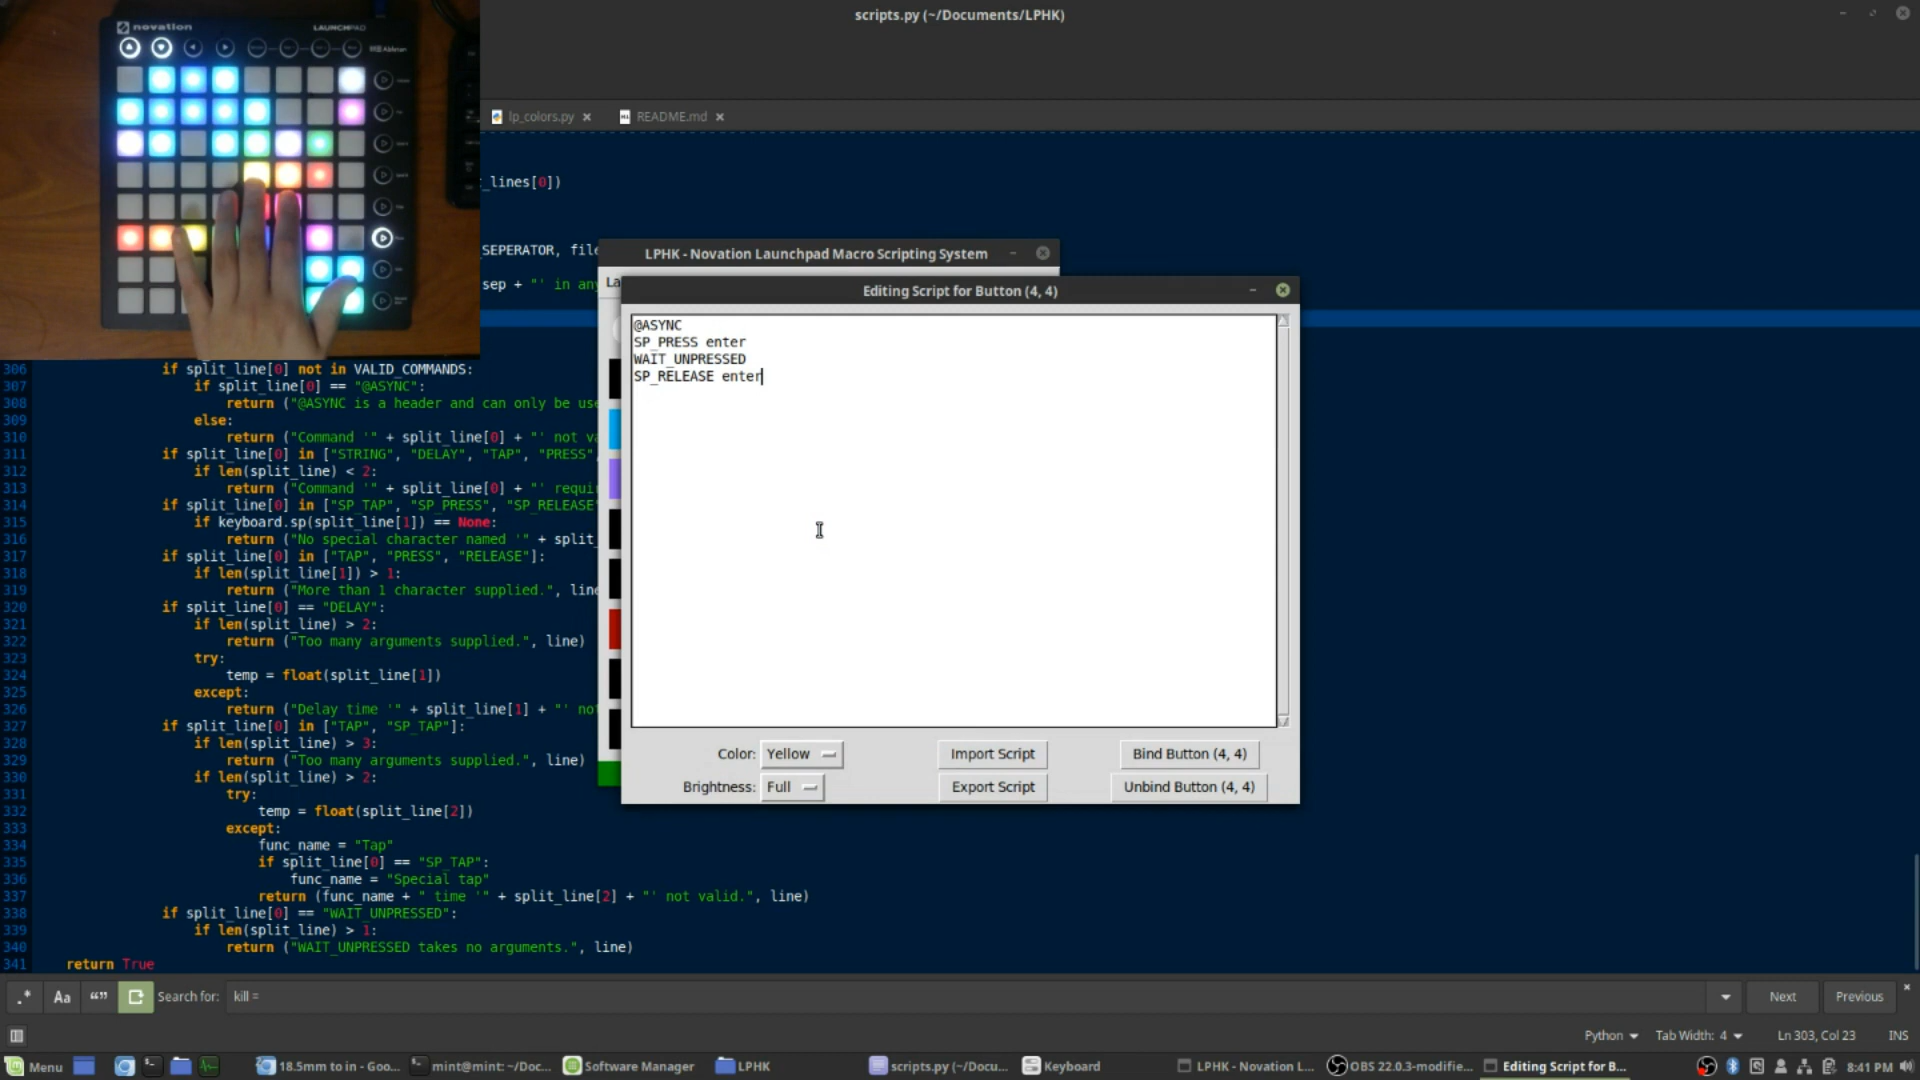 scripts.py (~/Documents/LPHK)
novation
LAUNCHPAD
Ableton
lp_colors.py
README.md
_lines[0])
SEPERATOR, file
sep + "' in any
LPHK - Novation Launchpad Macro Scripting System
La
Editing Script for Button (4, 4)
@ASYNC
SP_PRESS enter
WAIT_UNPRESSED
SP_RELEASE enter
306 if split_line[0] not in VALID_COMMANDS:
307 if split_line[0] == "@ASYNC":
308 return ("@ASYNC is a header and can only be use
309 else:
310 return ("Command '" + split_line[0] + "' not va
311 if split_line[0] in ["STRING", "DELAY", "TAP", "PRESS",
312 if len(split_line) < 2:
313 return ("Command '" + split_line[0] + "' requi
314 if split_line[0] in ["SP_TAP", "SP_PRESS", "SP_RELEASE"
315 if keyboard.sp(split_line[1]) == None:
316 return ("No special character named '" + split_
317 if split_line[0] in ["TAP", "PRESS", "RELEASE"]:
318 if len(split_line[1]) > 1:
319 return ("More than 1 character supplied.", line
320 if split_line[0] == "DELAY":
321 if len(split_line) > 2:
322 return ("Too many arguments supplied.", line)
323 try:
324 temp = float(split_line[1])
325 except:
326 return ("Delay time '" + split_line[1] + "' no
327 if split_line[0] in ["TAP", "SP_TAP"]:
328 if len(split_line) > 3:
329 return ("Too many arguments supplied.", line)
330 if len(split_line) > 2:
331 try:
332 temp = float(split_line[2])
333 except:
334 func_name = "Tap"
335 if split_line[0] == "SP_TAP":
336 func_name = "Special tap"
337 return (func_name + " time '" + split_line[2] + "' not valid.", line)
338 if split_line[0] == "WAIT_UNPRESSED":
339 if len(split_line) > 1:
340 return ("WAIT_UNPRESSED takes no arguments.", line)
341 return True
Color: Yellow
Import Script
Bind Button (4, 4)
Brightness: Full
Export Script
Unbind Button (4, 4)
.* Aa “” Search for: kill =
Next
Previous
Python
Tab Width: 4
Ln 303, Col 23
INS
Menu
18.5mm to in - Goo...
mint@mint: ~/Doc...
Software Manager
LPHK
scripts.py (~/Docu...
Keyboard
LPHK - Novation L...
OBS 22.0.3-modifie...
Editing Script for B...
8:41 PM